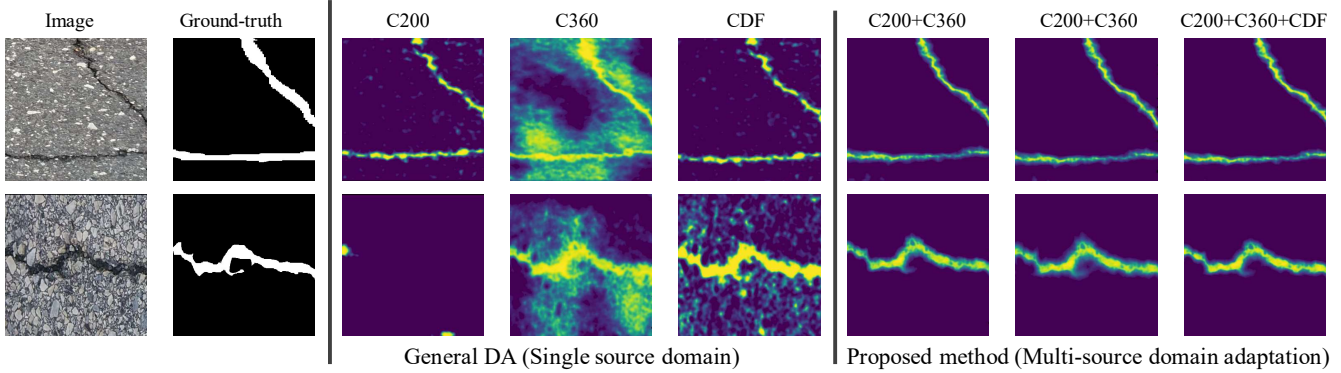 Image Ground-truth C200 C360 CDF C200+C360 C200+C360 C200+C360+CDF
General DA (Single source domain) Proposed method (Multi-source domain adaptation)